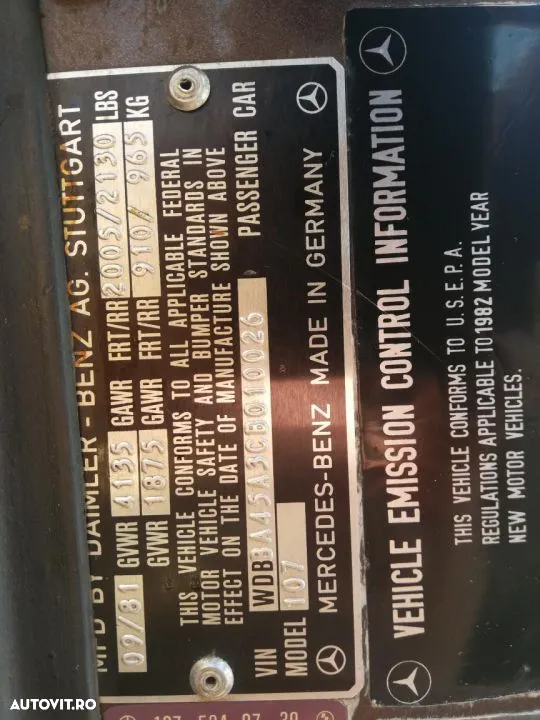 MFD BY DAIMLER - BENZ AG. STUTTGART
09/81 GVWR 4135 GAWR FRT/RR 2005/2130 LBS
GVWR 1875 GAWR FRT/RR 910/ 965 KG
THIS VEHICLE CONFORMS TO ALL APPLICABLE FEDERAL
MOTOR VEHICLE SAFETY AND BUMPER STANDARDS IN
EFFECT ON THE DATE OF MANUFACTURE SHOWN ABOVE
VIN WDBBA45A3CB010026 PASSENGER CAR
MODEL 107
MERCEDES-BENZ MADE IN GERMANY
VEHICLE EMISSION CONTROL INFORMATION
THIS VEHICLE CONFORMS TO U.S.E.P.A.
REGULATIONS APPLICABLE TO 1982 MODEL YEAR
NEW MOTOR VEHICLES.
AUTOVIT.RO